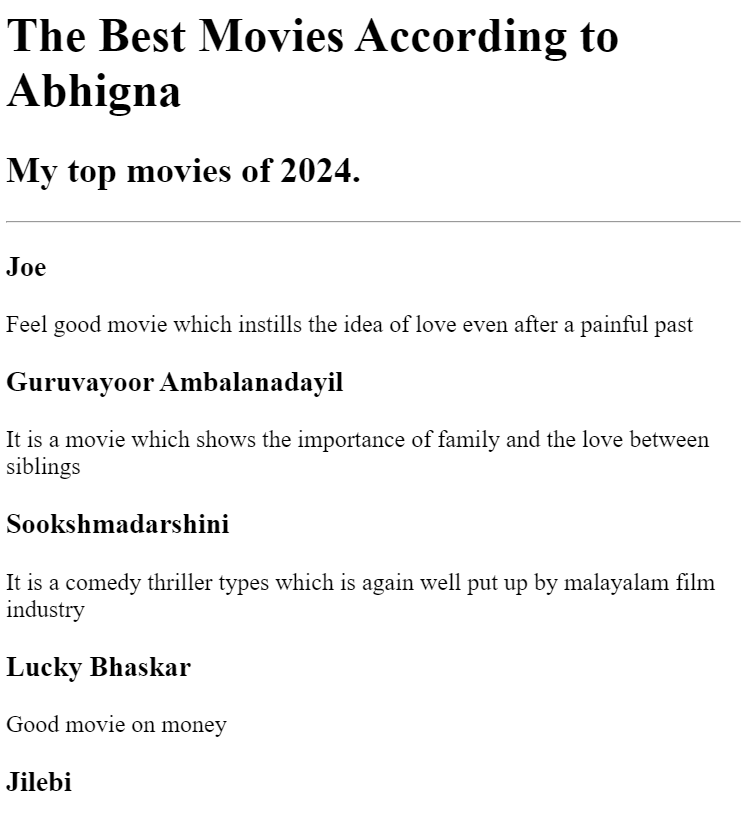 The Best Movies According to
Abhigna
My top movies of 2024.
Joe
Feel good movie which instills the idea of love even after a painful past
Guruvayoor Ambalanadayil
It is a movie which shows the importance of family and the love between
siblings
Sookshmadarshini
It is a comedy thriller types which is again well put up by malayalam film
industry
Lucky Bhaskar
Good movie on money
Jilebi